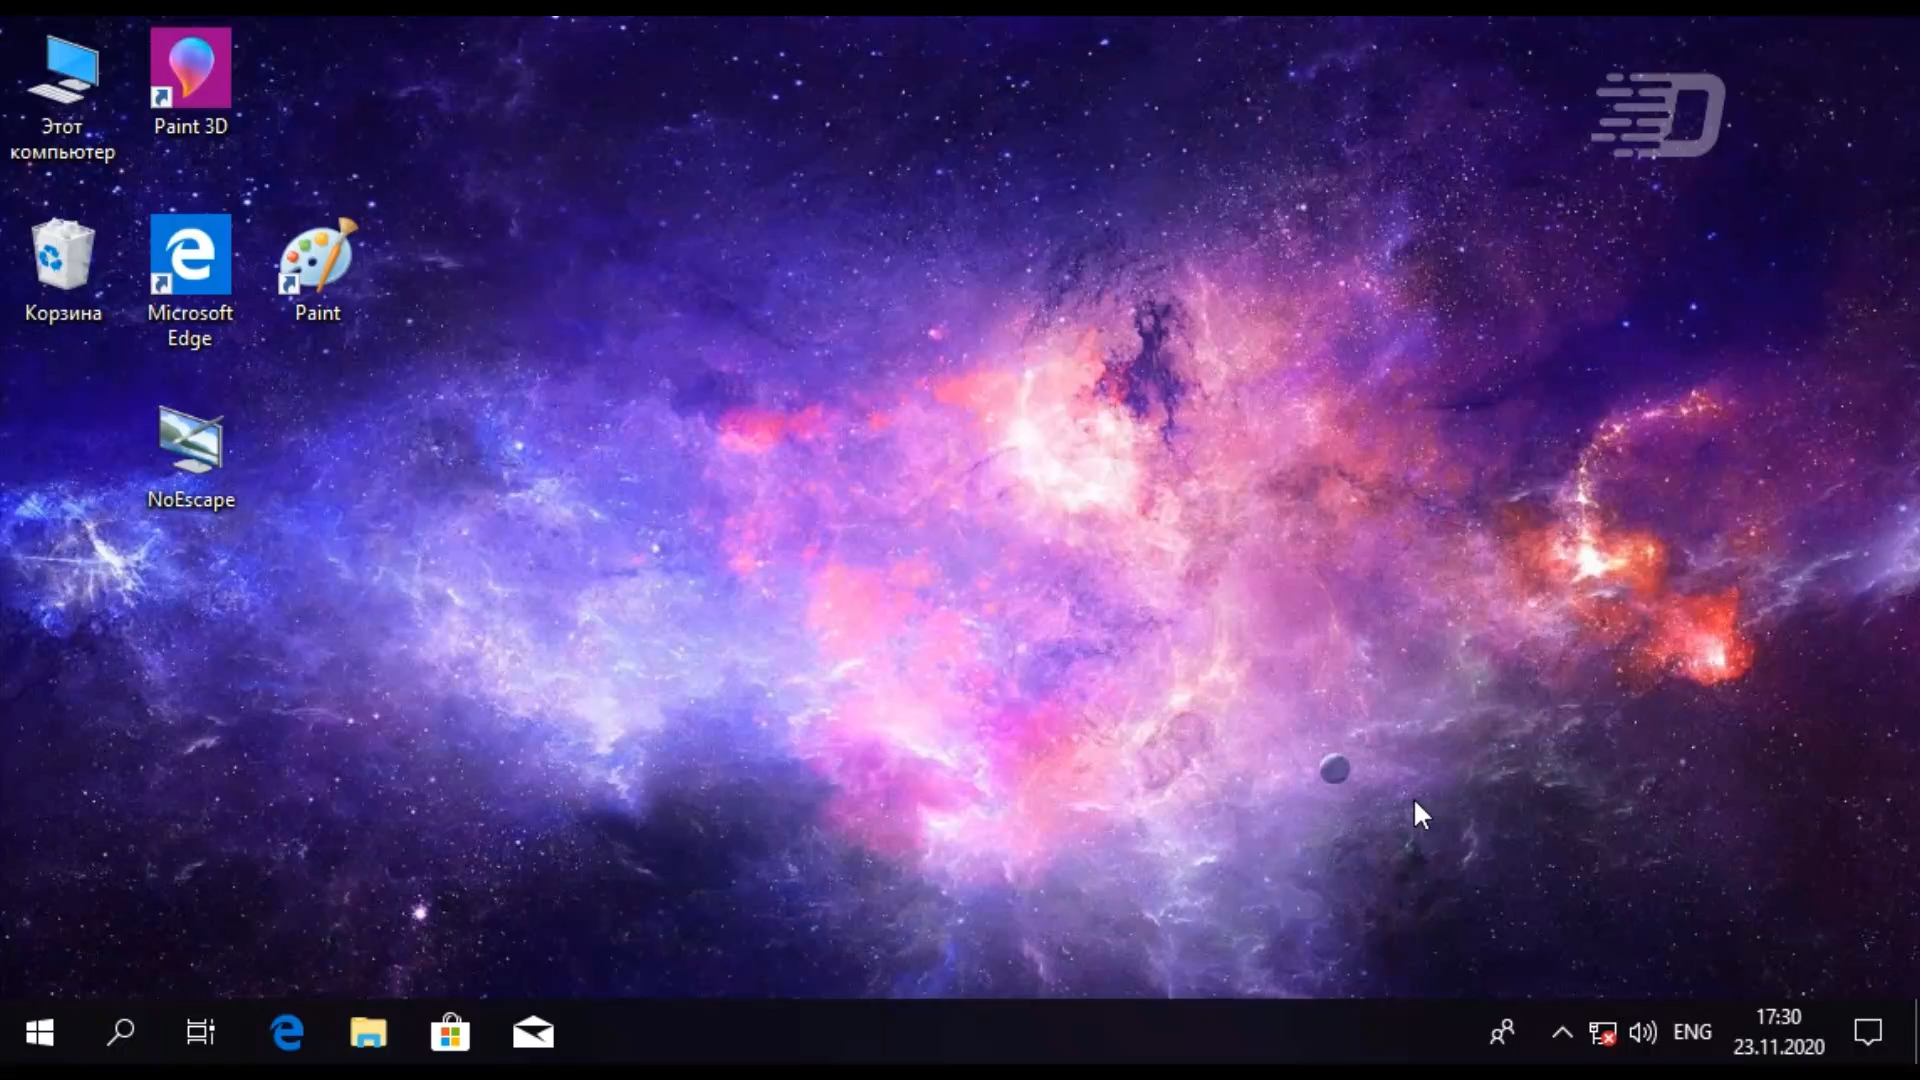 Этот
компьютер
Paint 3D
Корзина
Microsoft
Edge
Paint
NoEscape
ENG
17:30
23.11.2020